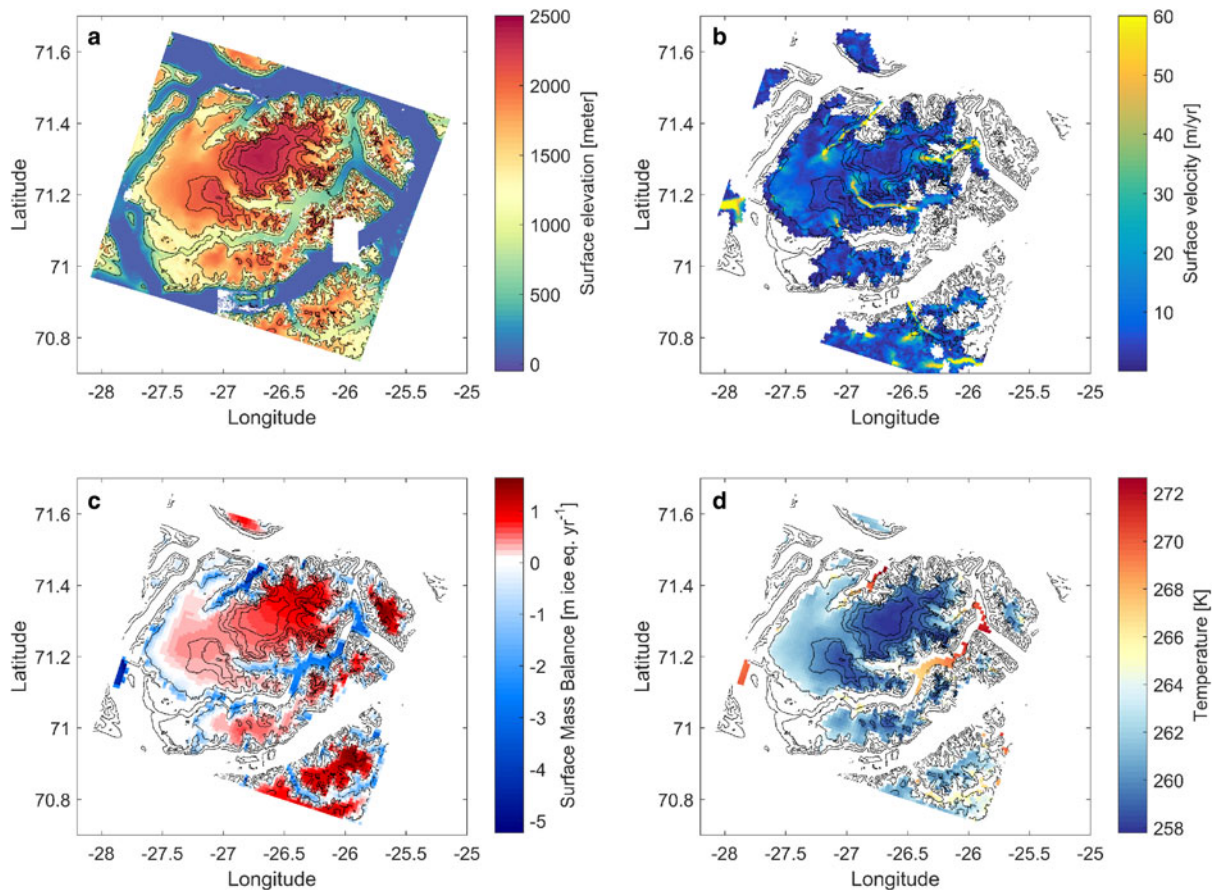 a
71.6
71.4
71.2
71
70.8
Latitude
-28 -27.5 -27 -26.5 -26 -25.5 -25
Longitude
2500
2000
1500
1000
500
0
Surface elevation [meter]
b
71.6
71.4
71.2
71
70.8
Latitude
-28 -27.5 -27 -26.5 -26 -25.5 -25
Longitude
60
50
40
30
20
10
Surface velocity [m/yr]
c
71.6
71.4
71.2
71
70.8
Latitude
-28 -27.5 -27 -26.5 -26 -25.5 -25
Longitude
1
0
-1
-2
-3
-4
-5
Surface Mass Balance [m ice eq. yr⁻¹)
d
71.6
71.4
71.2
71
70.8
Latitude
-28 -27.5 -27 -26.5 -26 -25.5 -25
Longitude
272
270
268
266
264
262
260
258
Temperature [K]